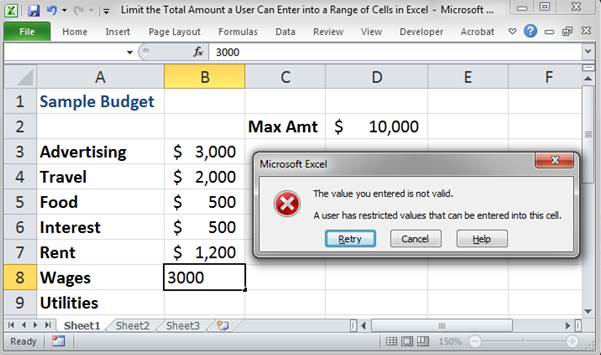 Limit the Total Amount a User Can Enter into a Range of Cells in Excel - Microsoft ...
File Home Insert Page Layout Formulas Data Review View Developer Acrobat
fx 3000
A B C D E F
1 Sample Budget
2 Max Amt $ 10,000
3 Advertising $ 3,000
4 Travel $ 2,000
5 Food $ 500
6 Interest $ 500
7 Rent $ 1,200
8 Wages 3000
9 Utilities
Microsoft Excel
The value you entered is not valid.
A user has restricted values that can be entered into this cell.
Retry Cancel Help
Sheet1 Sheet2 Sheet3
Ready 150%